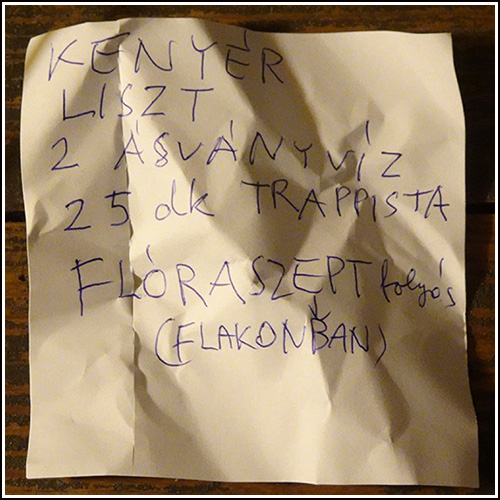 KENYÉR
LISZT
2 ÁSVÁNYVÍZ
25 dk TRAPPISTA
FLÓRASZEPT folyós
(FLAKONBAN)